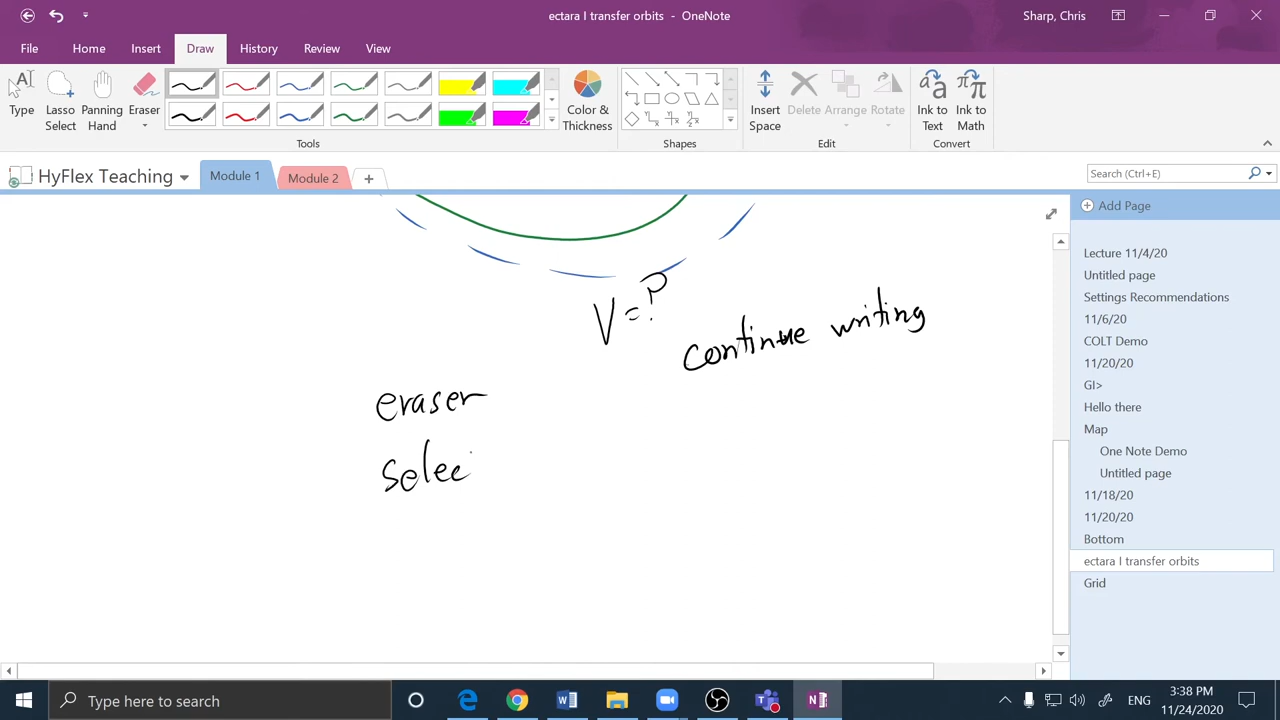 ectara I transfer orbits - OneNote
Sharp, Chris
File Home Insert Draw History Review View
Type
Lasso Select
Panning Hand
Eraser
Color & Thickness
Insert Space
Delete
Arrange
Rotate
Ink to Text
Ink to Math
Tools
Shapes
Edit
Convert
HyFlex Teaching
Module 1
Module 2
Search (Ctrl+E)
Add Page
Lecture 11/4/20
Untitled page
Settings Recommendations
11/6/20
COLT Demo
11/20/20
GI>
Hello there
Map
One Note Demo
Untitled page
11/18/20
11/20/20
Bottom
ectara I transfer orbits
Grid
V=?
continue writing
eraser
selec
Type here to search
ENG
3:38 PM
11/24/2020